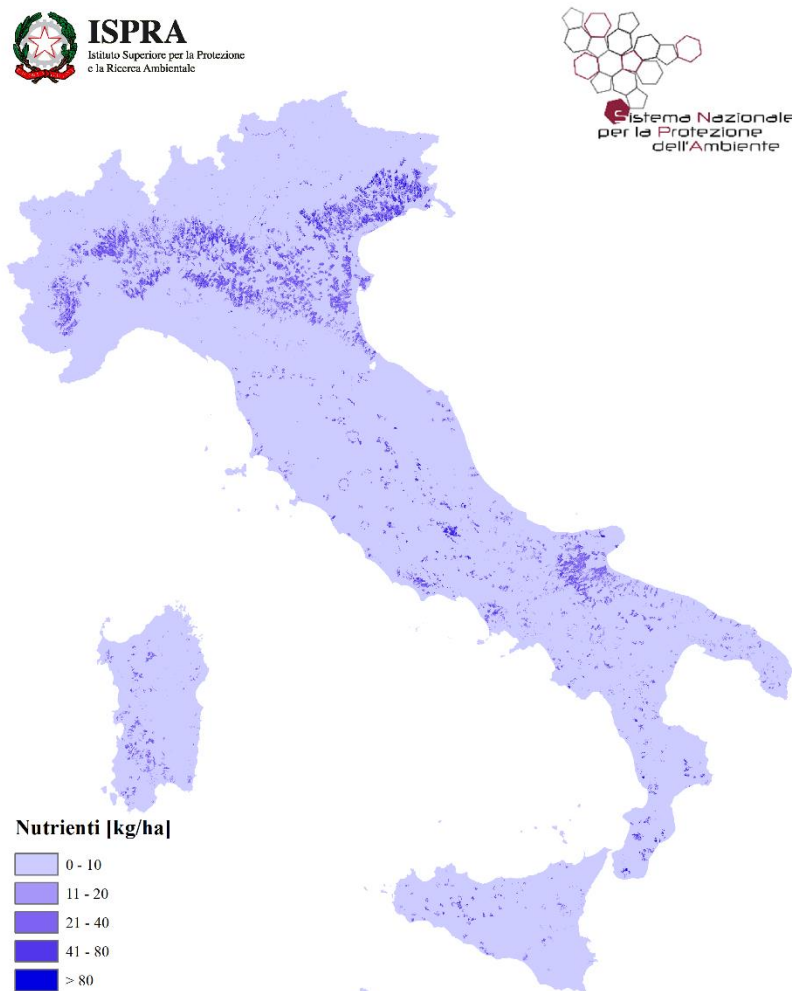 ISPRA
Istituto Superiore per la Protezione
e la Ricerca Ambientale
Sistema Nazionale
per la Protezione
dell'Ambiente
Nutrienti [kg/ha]
0 - 10
11 - 20
21 - 40
41 - 80
> 80